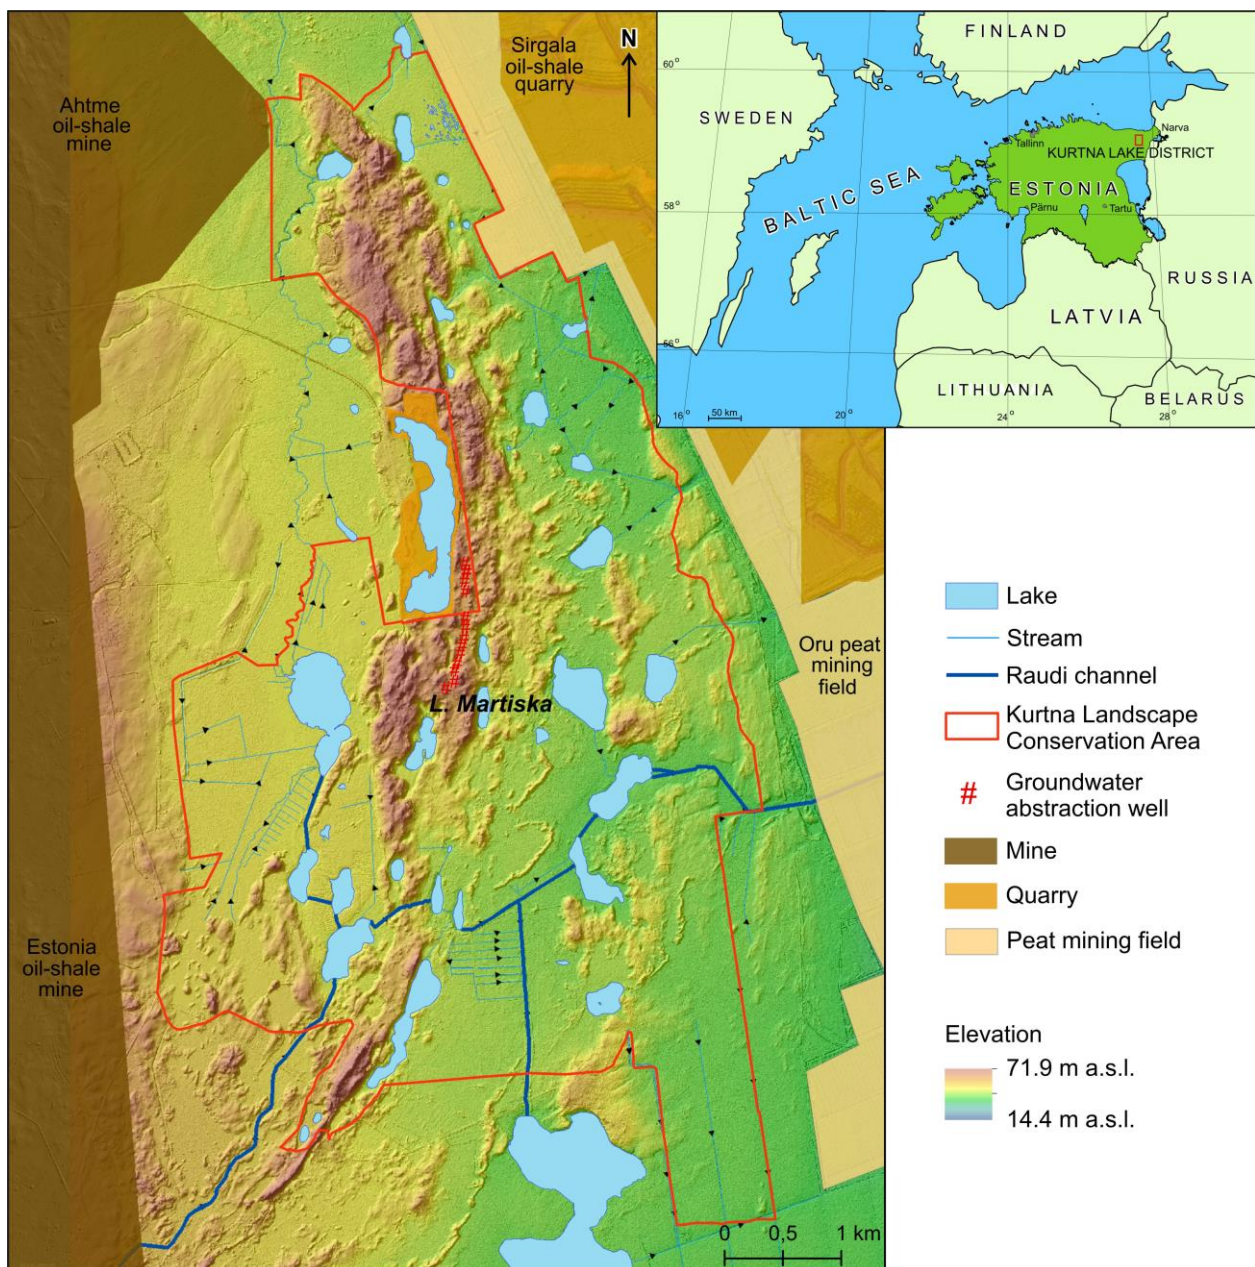 Ahtme
oil-shale
mine
Sirgala
oil-shale
quarry
N
L. Martiska
Oru peat
mining
field
Estonia
oil-shale
mine
0 0,5 1 km
FINLAND
60°
SWEDEN
Narva
Tallinn
KURTNA LAKE DISTRICT
BALTIC SEA
ESTONIA
58°
Pärnu
Tartu
RUSSIA
LATVIA
56°
LITHUANIA
BELARUS
16°
50 km
20°
24°
28°
Lake
Stream
Raudi channel
Kurtna Landscape
Conservation Area
# Groundwater
abstraction well
Mine
Quarry
Peat mining field
Elevation
71.9 m a.s.l.
14.4 m a.s.l.